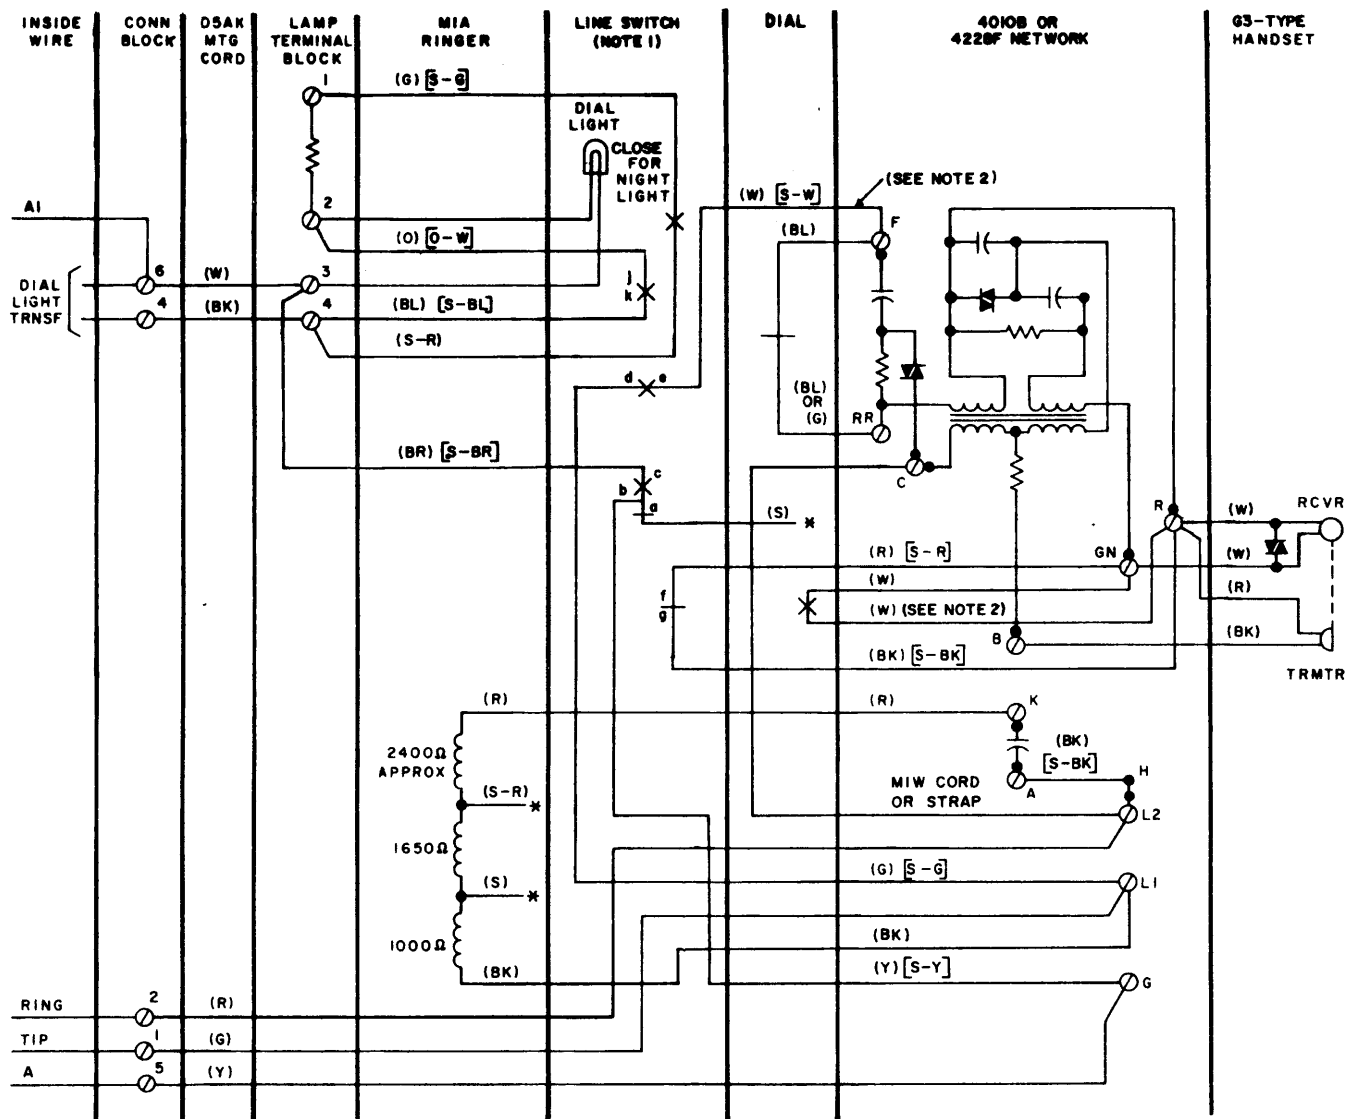 INSIDE WIRE
CONN BLOCK
D5AK MTG CORD
LAMP TERMINAL BLOCK
M1A RINGER
LINE SWITCH (NOTE 1)
DIAL
4010B OR 4228F NETWORK
G3-TYPE HANDSET
1
(G) [S-G]
DIAL LIGHT
CLOSE FOR NIGHT LIGHT
(W) [S-W]
(SEE NOTE 2)
A1
2
(O) [O-W]
(BL)
F
6
(W)
3
j
k
DIAL LIGHT TRNSF
4
(BK)
4
(BL) [S-BL]
(S-R)
d
e
(BL) OR (G)
RR
(BR) [S-BR]
c
b
a
C
(S) *
R
(W)
RCVR
(R) [S-R]
GN
(W)
(W)
f
g
(W) (SEE NOTE 2)
(R)
B
(BK)
(BK) [S-BK]
TRMTR
(R)
(R)
K
2400Ω APPROX
(BK)
[S-BK]
(S-R) *
M1W CORD OR STRAP
A
H
L2
1650Ω
(S) *
(G) [S-G]
L1
1000Ω
(BK)
(BK)
(Y) [S-Y]
G
RING
2
(R)
TIP
1
(G)
A
5
(Y)